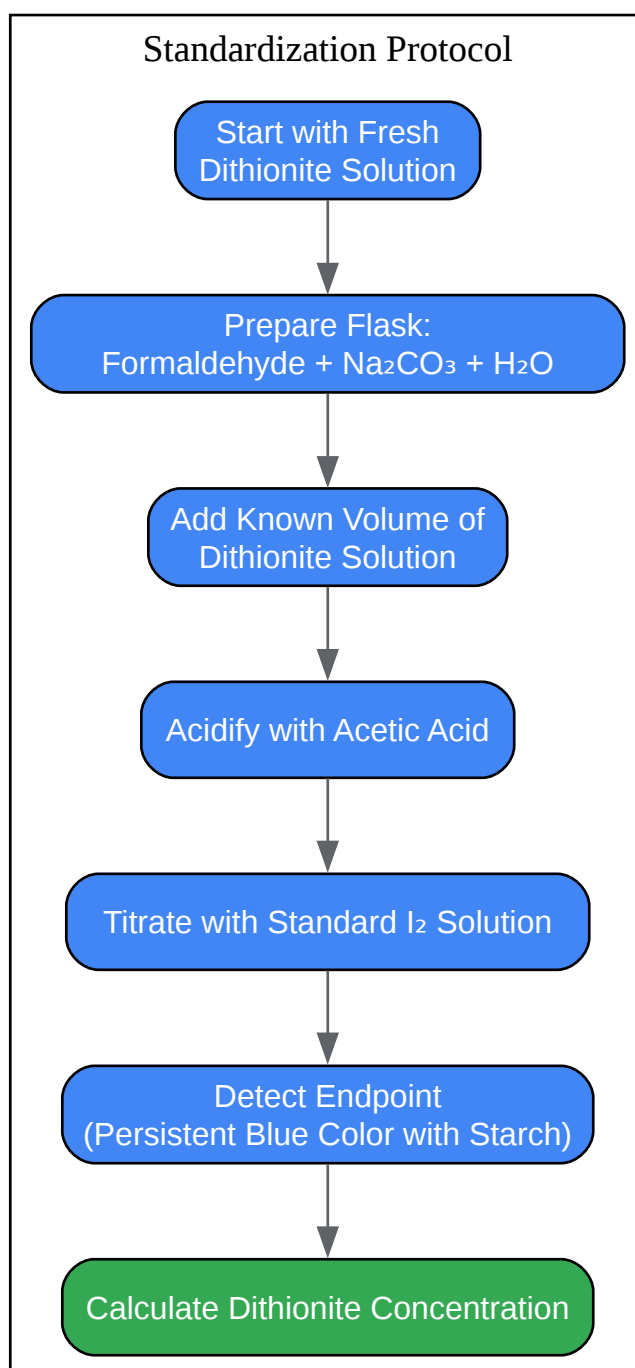 Standardization Protocol
Start with Fresh
Dithionite Solution
Prepare Flask:
Formaldehyde + Na₂CO₃ + H₂O
Add Known Volume of
Dithionite Solution
Acidify with Acetic Acid
Titrate with Standard I₂ Solution
Detect Endpoint
(Persistent Blue Color with Starch)
Calculate Dithionite Concentration